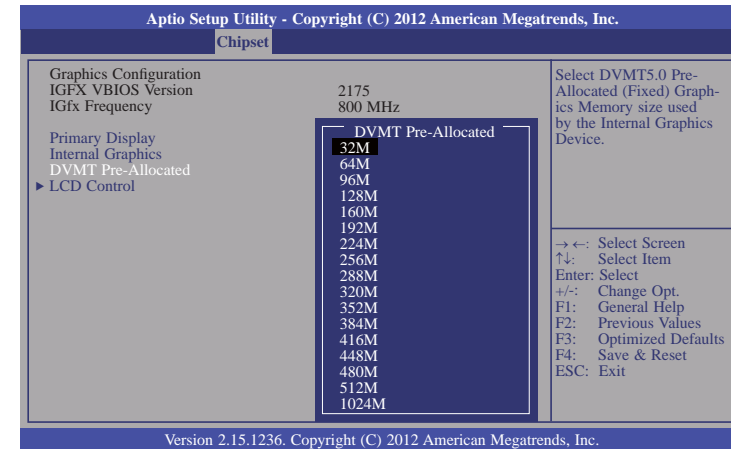 Aptio Setup Utility - Copyright (C) 2012 American Megatrends, Inc.
Chipset
Graphics Configuration
IGFX VBIOS Version 2175
IGfx Frequency 800 MHz
Primary Display
Internal Graphics
DVMT Pre-Allocated
▶ LCD Control
DVMT Pre-Allocated
32M
64M
96M
128M
160M
192M
224M
256M
288M
320M
352M
384M
416M
448M
480M
512M
1024M
Select DVMT5.0 Pre-
Allocated (Fixed) Graph-
ics Memory size used
by the Internal Graphics
Device.
→←: Select Screen
↑↓: Select Item
Enter: Select
+/-: Change Opt.
F1: General Help
F2: Previous Values
F3: Optimized Defaults
F4: Save & Reset
ESC: Exit
Version 2.15.1236. Copyright (C) 2012 American Megatrends, Inc.